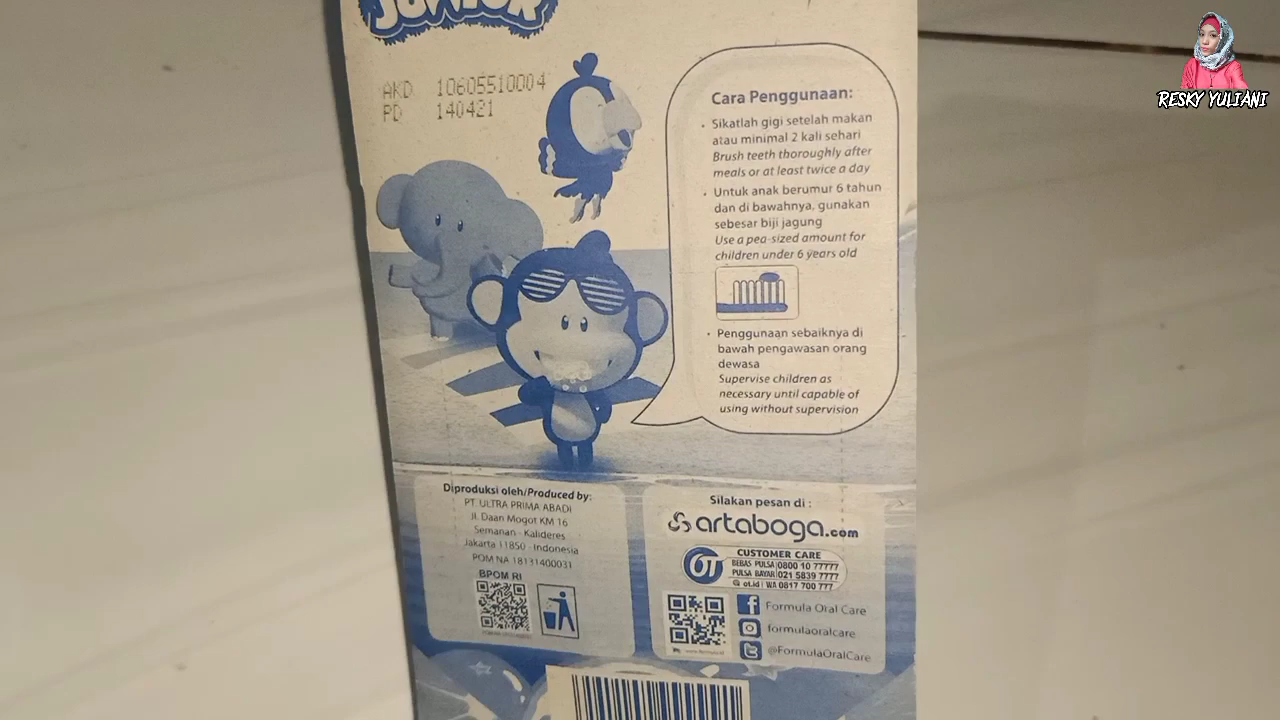 JUNIOR
RESKY YULIANI
AKD 10605510004
PD 140421
Cara Penggunaan:
• Sikatlah gigi setelah makan
atau minimal 2 kali sehari
Brush teeth thoroughly after
meals or at least twice a day
• Untuk anak berumur 6 tahun
dan di bawahnya, gunakan
sebesar biji jagung
Use a pea-sized amount for
children under 6 years old
• Penggunaan sebaiknya di
bawah pengawasan orang
dewasa
Supervise children as
necessary until capable of
using without supervision
Diproduksi oleh/Produced by:
PT. ULTRA PRIMA ABADI
Jl. Daan Mogot KM 16
Semanan - Kalideres
Jakarta 11850 - Indonesia
POM NA 18131400031
BPOM RI
Silakan pesan di :
artaboga.com
OT
CUSTOMER CARE
BEBAS PULSA 0800 10 77777
PULSA BAYAR 021 5839 7777
ot.id WA 0817 700 777
Formula Oral Care
formulaoralcare
@FormulaOralCare